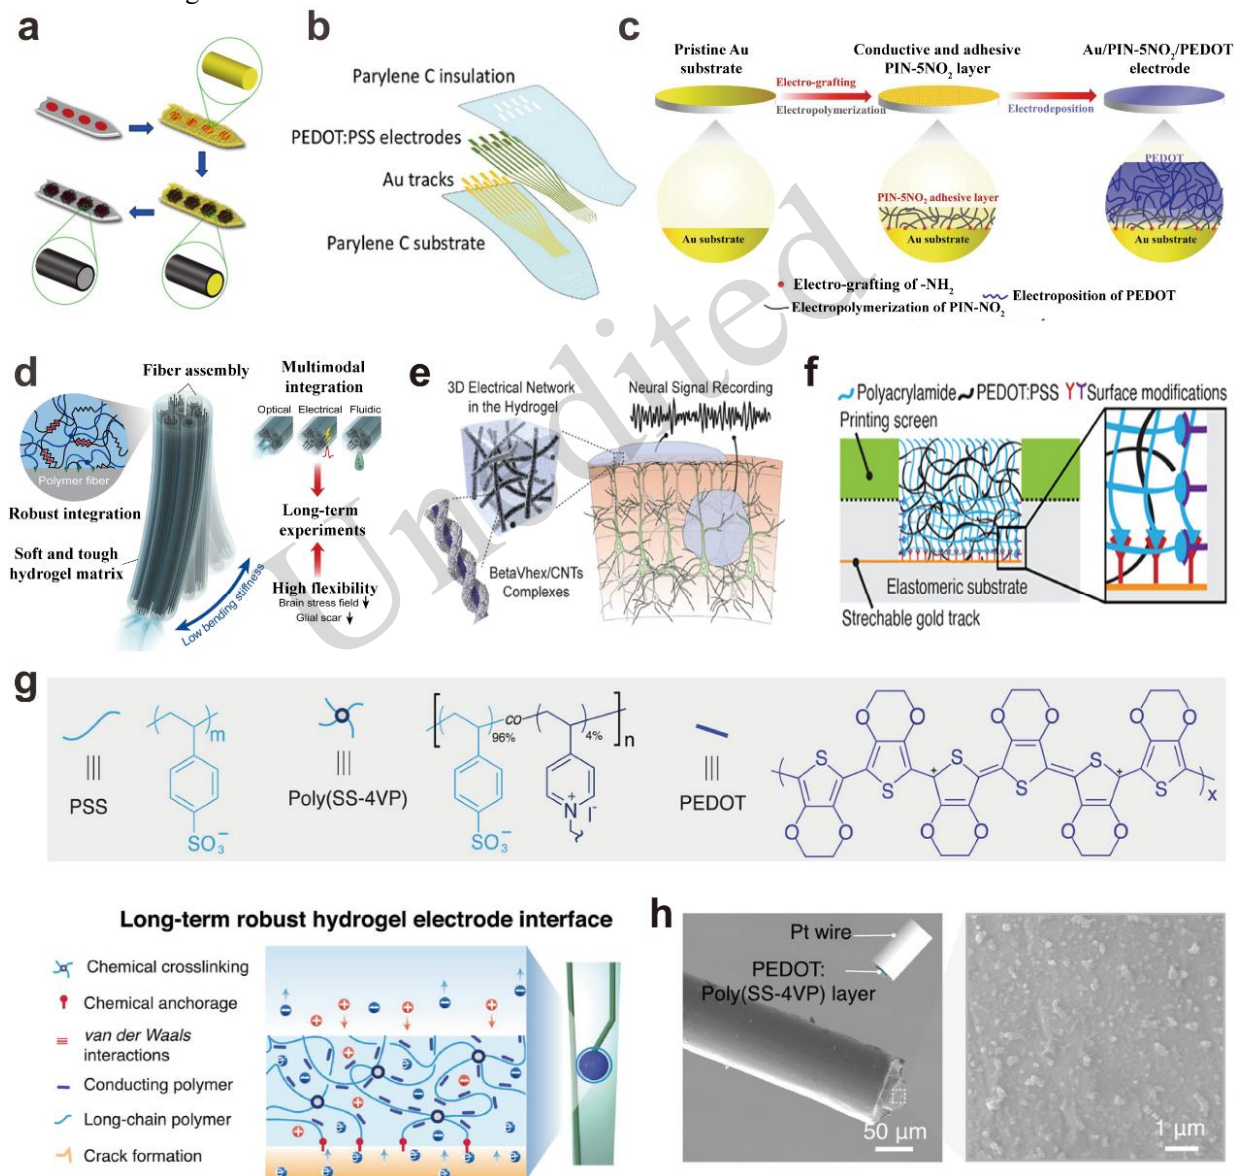 a
b
Parylene C insulation
PEDOT:PSS electrodes
Au tracks
Parylene C substrate
c
Pristine Au
substrate
Electro-grafting
Electropolymerization
Conductive and adhesive
PIN-5NO₂ layer
Electrodeposition
Au/PIN-5NO₂/PEDOT
electrode
Au substrate
PIN-5NO₂ adhesive layer
Au substrate
PEDOT
Au substrate
Electro-grafting of -NH₂
Electropolymerization of PIN-NO₂
Electroposition of PEDOT
d
Fiber assembly
Polymer fiber
Robust integration
Soft and tough
hydrogel matrix
Low bending stiffness
Multimodal
integration
Optical Electrical Fluidic
Long-term
experiments
High flexibility
Brain stress field
Glial scar
e
3D Electrical Network
in the Hydrogel
Neural Signal Recording
BetaVhex/CNTs
Complexes
f
Polyacrylamide PEDOT:PSS Surface modifications
Printing screen
Elastomeric substrate
Strechable gold track
Unedited
g
PSS
m
SO₃⁻
Poly(SS-4VP)
co
96%
4%
n
SO₃⁻
N
+
I⁻
PEDOT
O O O O O O
S S S S S S
+ +
O O O O O O
x
Long-term robust hydrogel electrode interface
Chemical crosslinking
Chemical anchorage
van der Waals
interactions
Conducting polymer
Long-chain polymer
Crack formation
h
Pt wire
PEDOT:
Poly(SS-4VP) layer
50 μm
1 μm